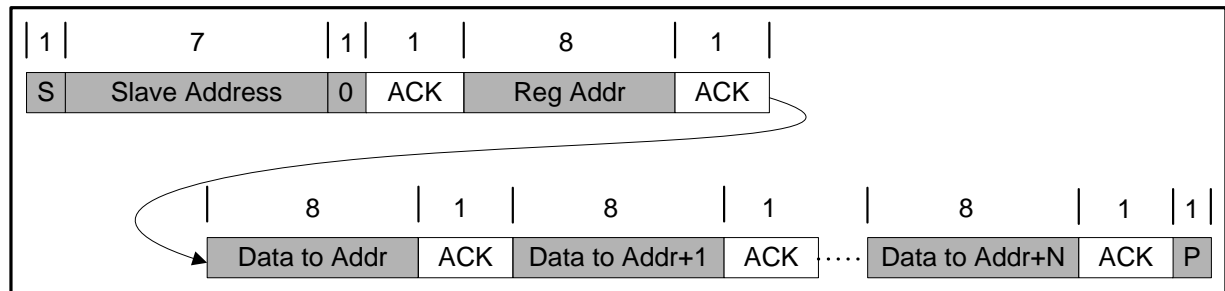 1 7 1 1 8 1
S Slave Address 0 ACK Reg Addr ACK
8 1 8 1 8 1 1
Data to Addr ACK Data to Addr+1 ACK ..... Data to Addr+N ACK P